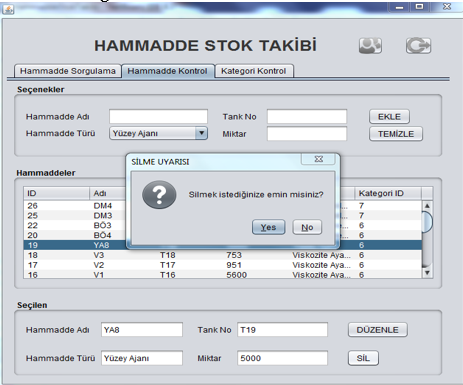 HAMMADDE STOK TAKİBİ
Hammadde Sorgulama Hammadde Kontrol Kategori Kontrol
Seçenekler
Hammadde Adı Tank No EKLE
Hammadde Türü Yüzey Ajanı Miktar TEMİZLE
SİLME UYARISI
Silmek istediğinize emin misiniz?
Yes No
Hammaddeler
ID Adı Kategori ID
26 DM4 7
25 DM3 7
22 BÖ3 6
20 BÖ4 6
19 YA8 6
18 V3 T18 753 Viskozite Aya... 6
17 V2 T17 951 Viskozite Aya... 6
16 V1 T16 5600 Viskozite Aya... 6
Seçilen
Hammadde Adı YA8 Tank No T19 DÜZENLE
Hammadde Türü Yüzey Ajanı Miktar 5000 SİL